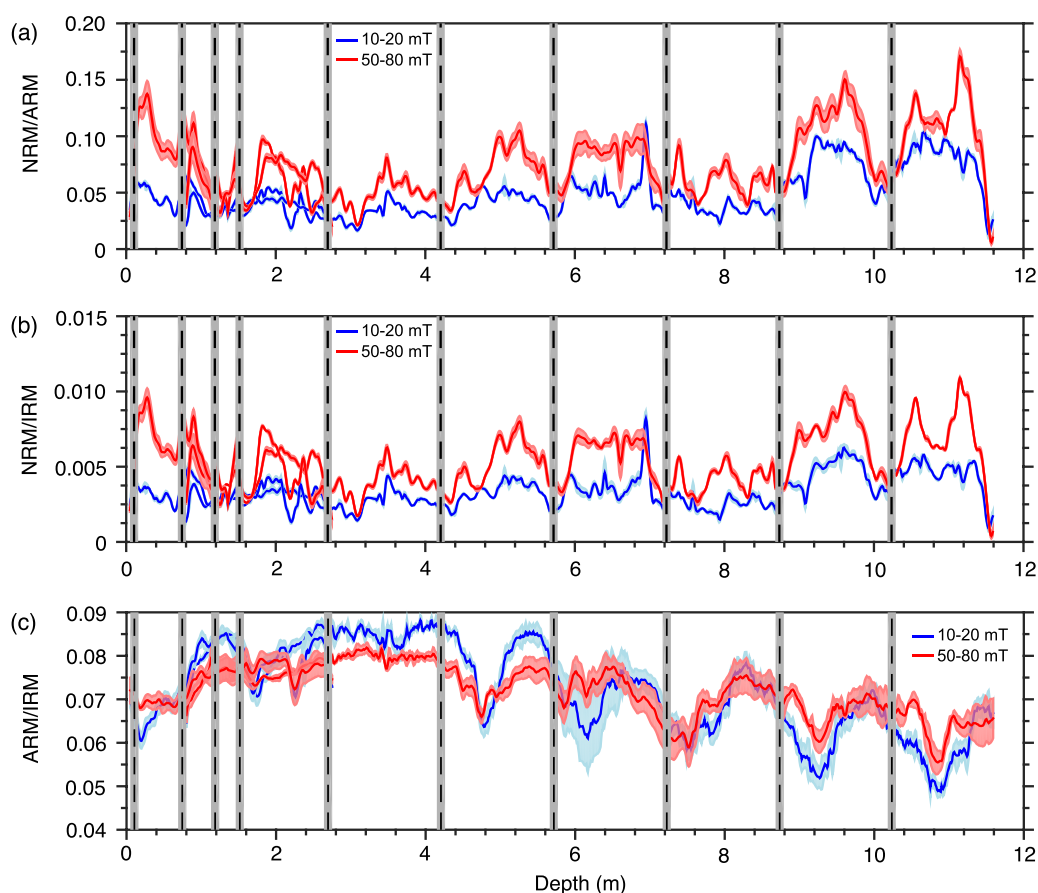 (a)
NRM/ARM
0.20
0.15
0.10
0.05
0
10-20 mT
50-80 mT
0 2 4 6 8 10 12
(b)
NRM/IRM
0.015
0.010
0.005
0
10-20 mT
50-80 mT
0 2 4 6 8 10 12
(c)
ARM/IRM
0.09
0.08
0.07
0.06
0.05
0.04
10-20 mT
50-80 mT
0 2 4 6 8 10 12
Depth (m)